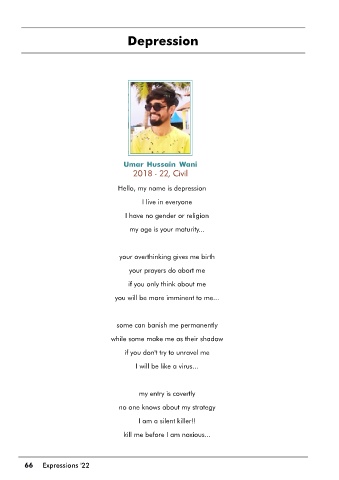 Depression
Umar Hussain Wani
2018 - 22, Civil
Hello, my name is depression
I live in everyone
I have no gender or religion
my age is your maturity...
your overthinking gives me birth
your prayers do abort me
if you only think about me
you will be more imminent to me...
some can banish me permanently
while some make me as their shadow
if you don't try to unravel me
I will be like a virus...
my entry is covertly
no one knows about my strategy
I am a silent killer!!
kill me before I am noxious...
66 Expressions '22